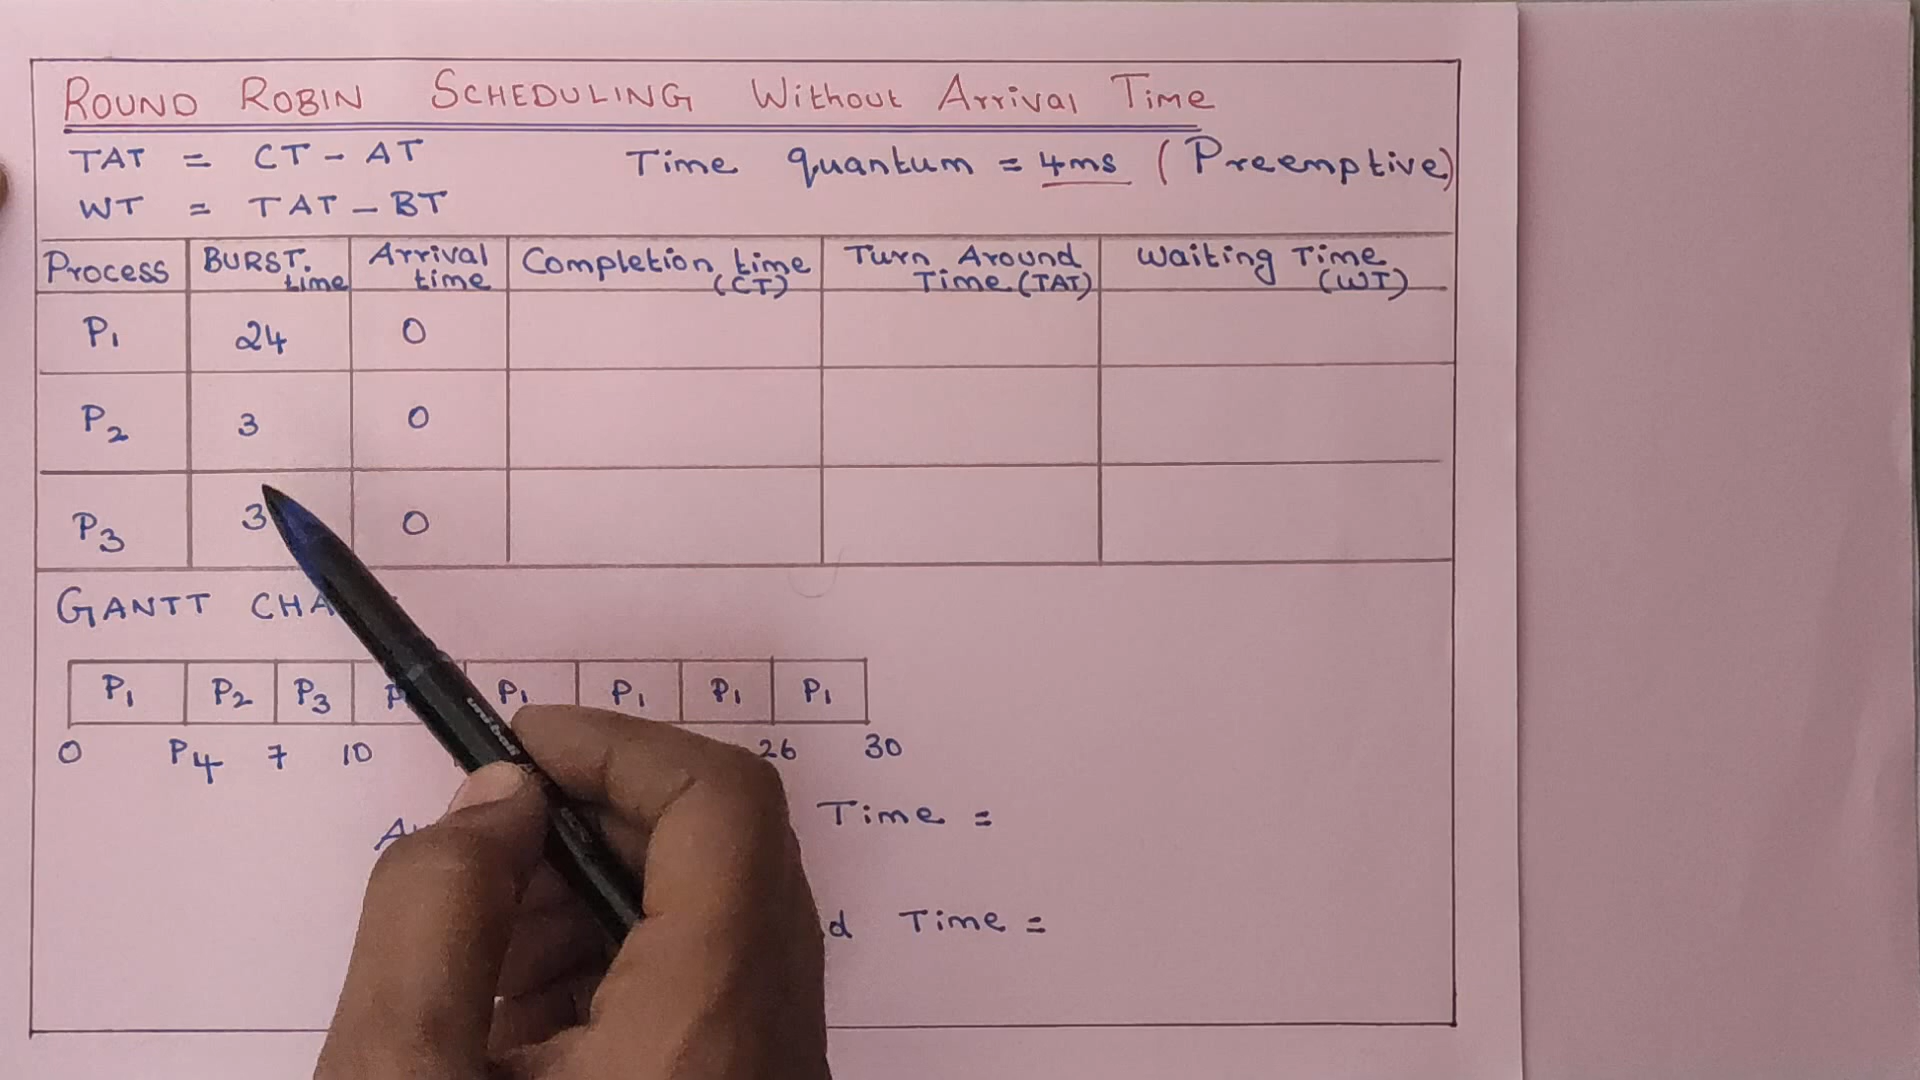 ROUND ROBIN SCHEDULING Without Arrival Time
TAT = CT - AT
Time quantum = 4ms (Preemptive)
WT = TAT - BT
Process BURST time Arrival time Completion time (CT) Turn Around Time (TAT) Waiting Time (WT)
P1 24 0
P2 3 0
P3 3 0
GANTT
P1 P2 P3 P1 P1 P1 P1
0 P4 7 10 26 30
Time =
Time =
uni-ball